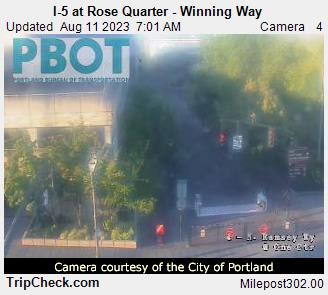 I-5 at Rose Quarter - Winning Way
Updated Aug 11 2023 7:01 AM Camera 4
PBOT
PORTLAND BUREAU OF TRANSPORTATION
Camera courtesy of the City of Portland
TripCheck.com Milepost302.00